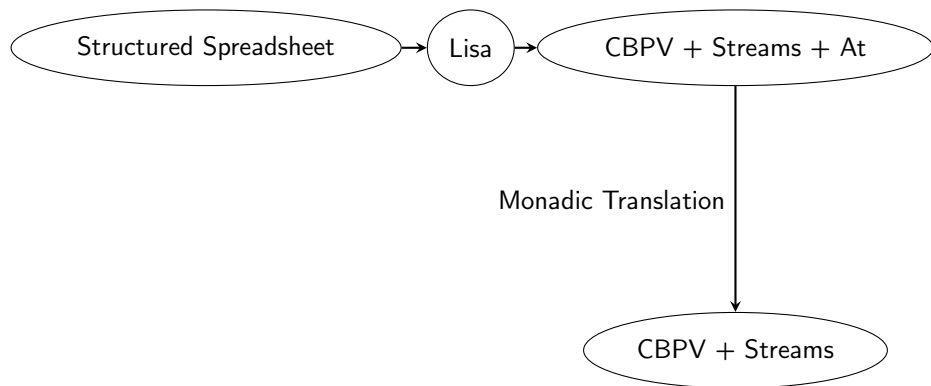 Structured Spreadsheet
Lisa
CBPV + Streams + At
Monadic Translation
CBPV + Streams